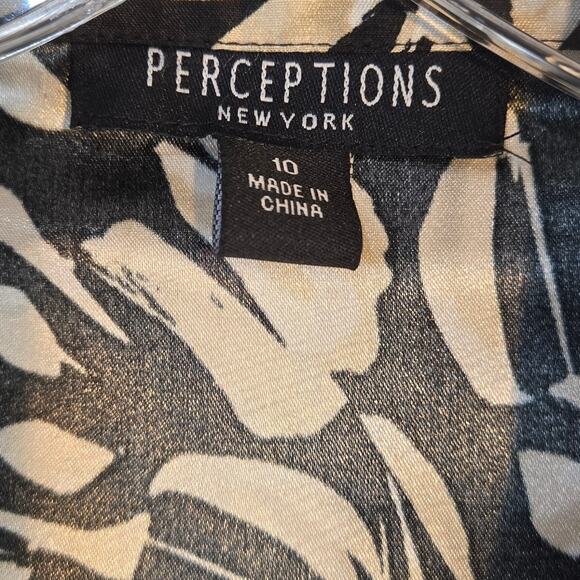 PERCEPTIONS
NEW YORK
10
MADE IN
CHINA